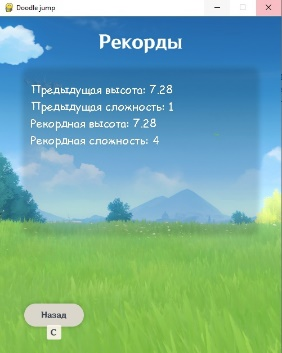 Doodle jump
Рекорды
Предыдущая высота: 7.28
Предыдущая сложность: 1
Рекордная высота: 7.28
Рекордная сложность: 4
Назад
C